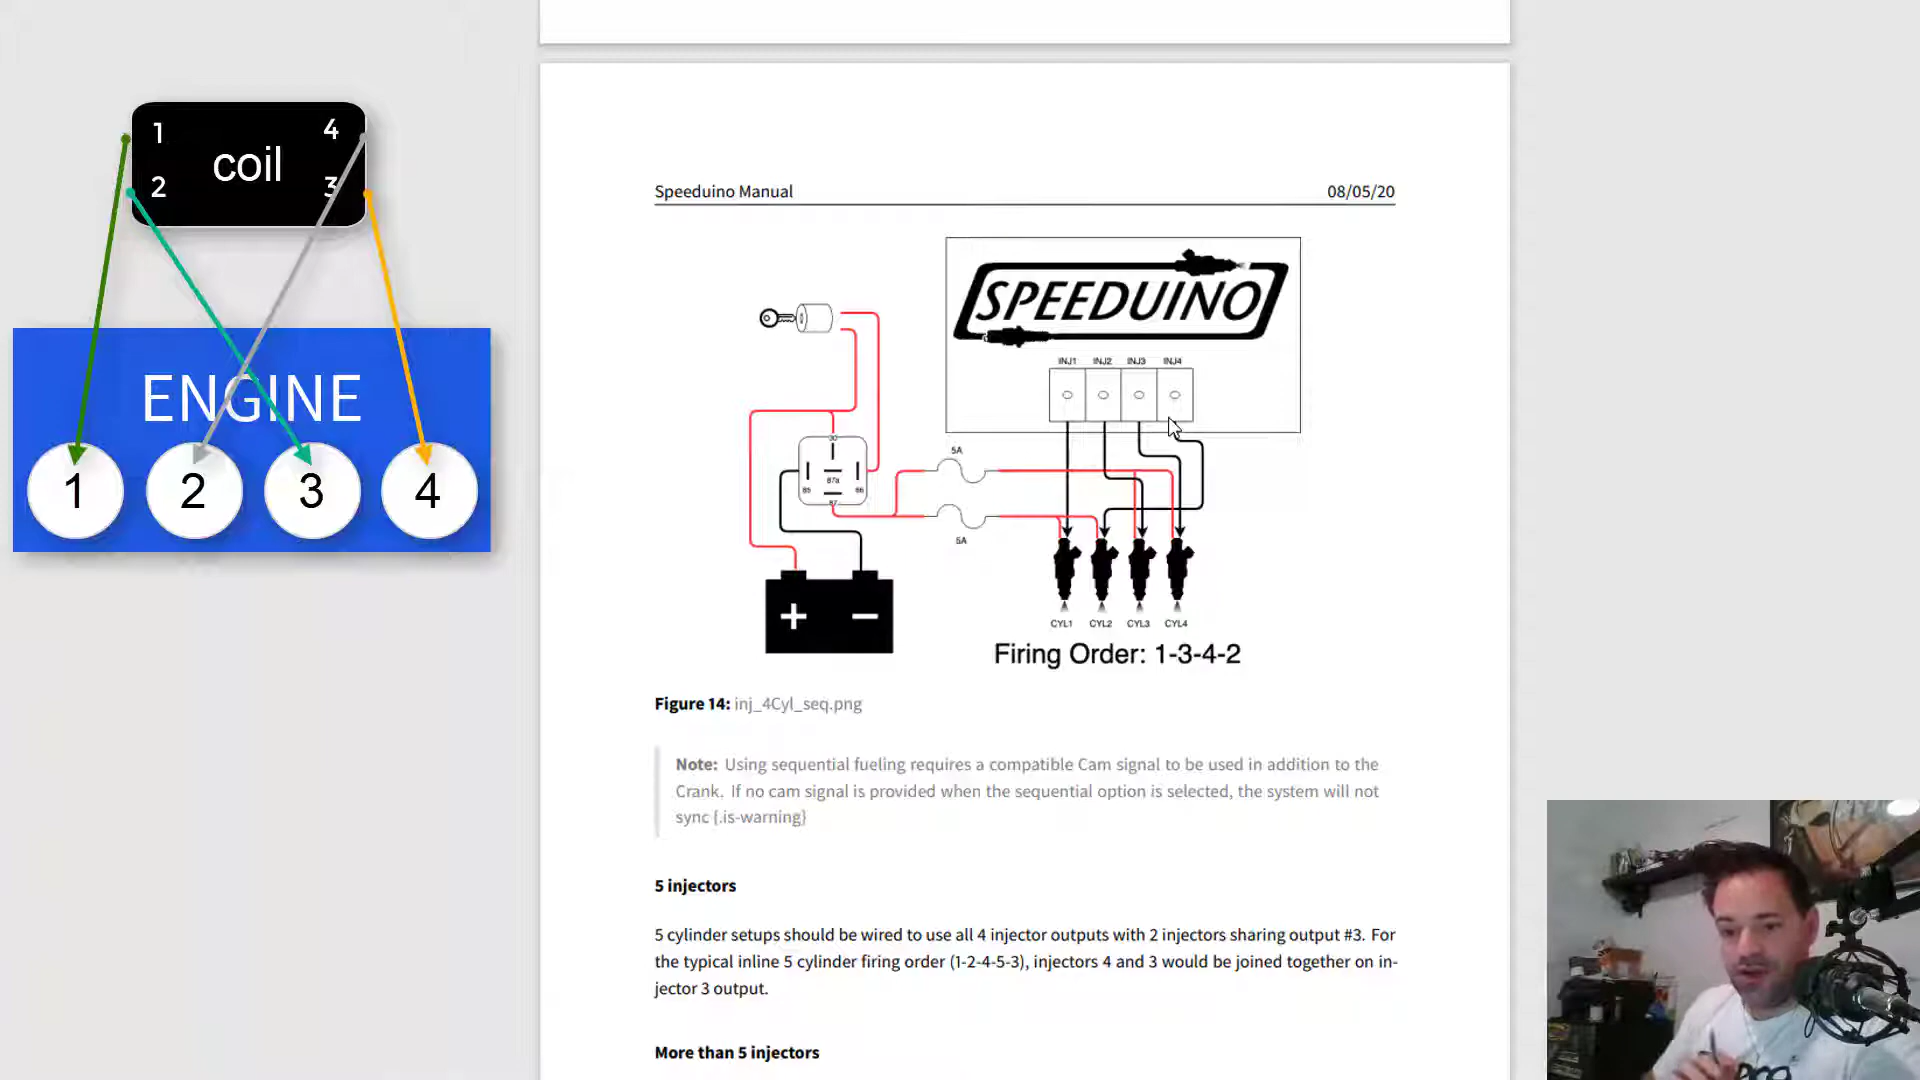 1
4
coil
2
3
ENGINE
1
2
3
4
Speeduino Manual
08/05/20
SPEEDUINO
INJ1
INJ2
INJ3
INJ4
30
87a
85
86
87
5A
5A
+
−
CYL1
CYL2
CYL3
CYL4
Firing Order: 1-3-4-2
Figure 14: inj_4Cyl_seq.png
Note: Using sequential fueling requires a compatible Cam signal to be used in addition to the
Crank. If no cam signal is provided when the sequential option is selected, the system will not
sync {.is-warning}
5 injectors
5 cylinder setups should be wired to use all 4 injector outputs with 2 injectors sharing output #3. For
the typical inline 5 cylinder firing order (1-2-4-5-3), injectors 4 and 3 would be joined together on in-
jector 3 output.
More than 5 injectors